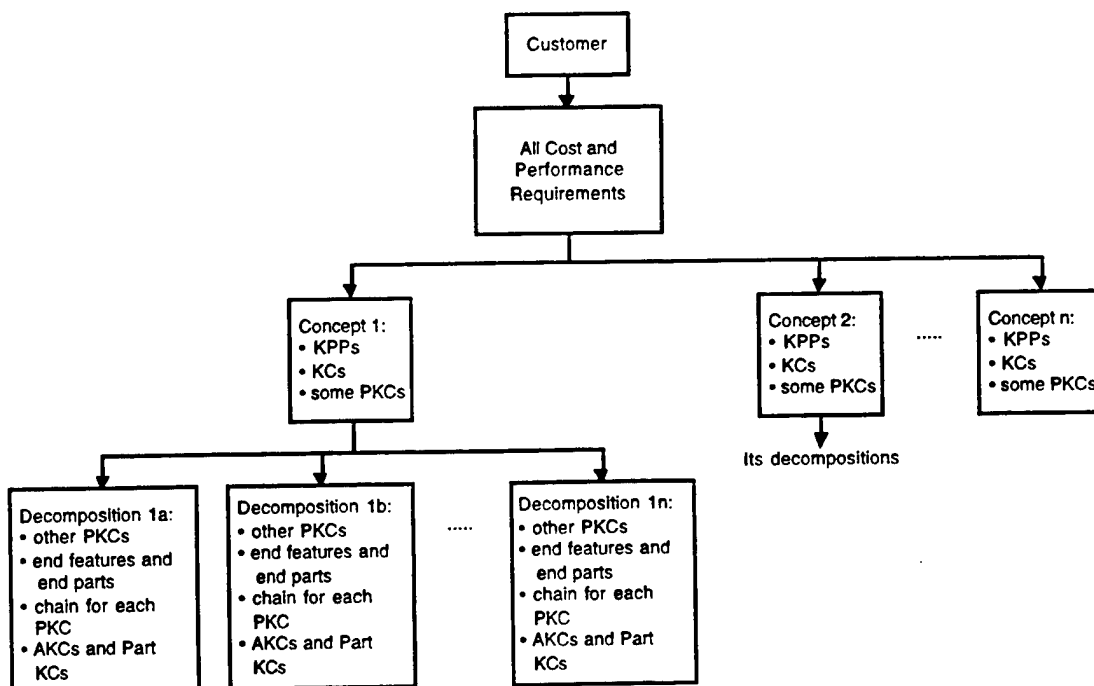 Customer
All Cost and
Performance
Requirements
Concept 1:
• KPPs
• KCs
• some PKCs
Concept 2:
• KPPs
• KCs
• some PKCs
.....
Concept n:
• KPPs
• KCs
• some PKCs
Its decompositions
Decomposition 1a:
• other PKCs
• end features and
end parts
• chain for each
PKC
• AKCs and Part
KCs
Decomposition 1b:
• other PKCs
• end features and
end parts
• chain for each
PKC
• AKCs and Part
KCs
.....
Decomposition 1n:
• other PKCs
• end features and
end parts
• chain for each
PKC
• AKCs and Part
KCs